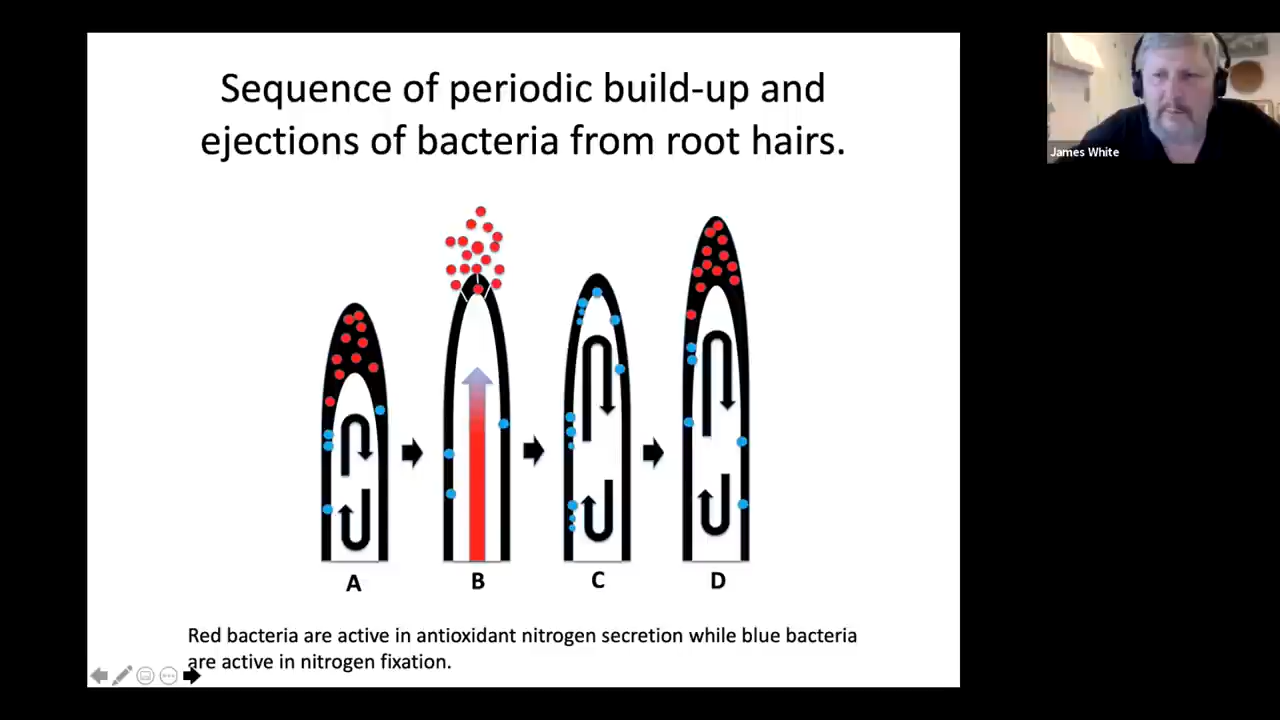 Sequence of periodic build-up and
ejections of bacteria from root hairs.
James White
A
B
C
D
Red bacteria are active in antioxidant nitrogen secretion while blue bacteria
are active in nitrogen fixation.